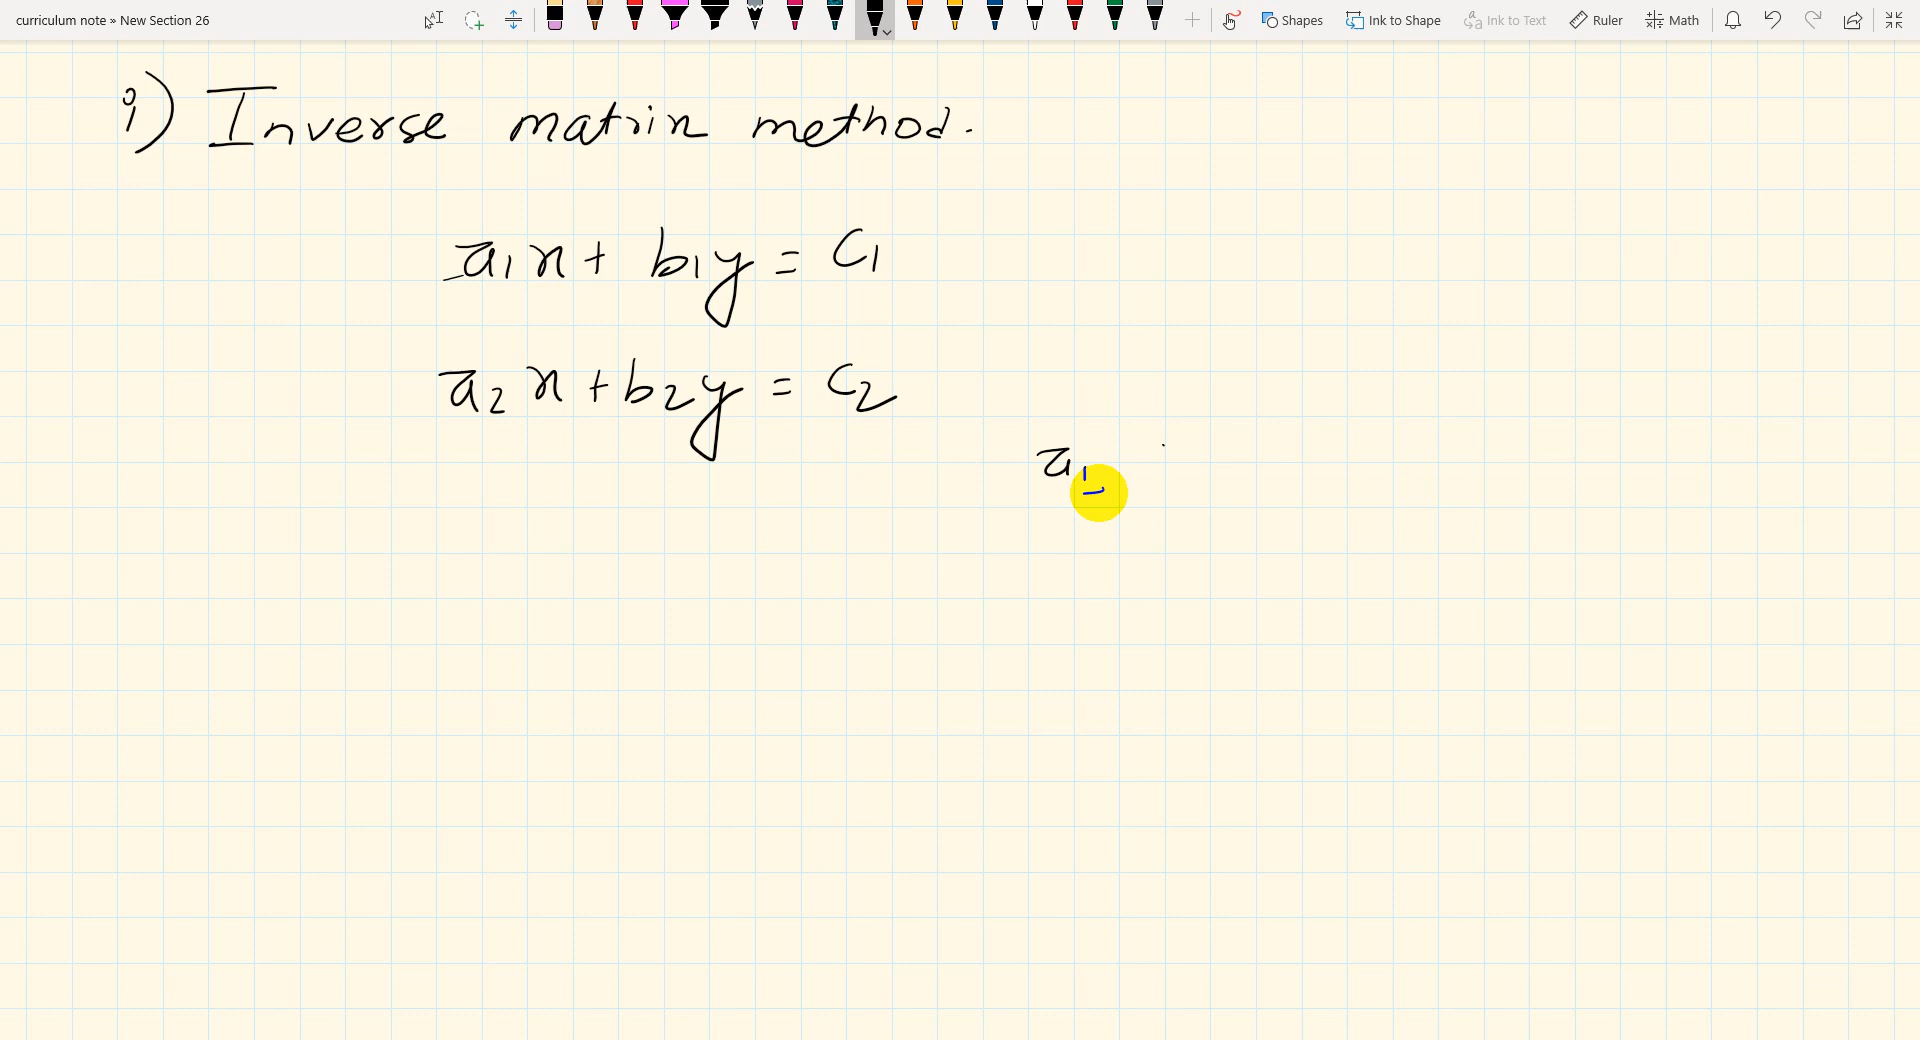 curriculum note » New Section 26
Shapes Ink to Shape Ink to Text Ruler Math
i) Inverse matrix method.
a₁x + b₁y = c₁
a₂x + b₂y = c₂
a₁